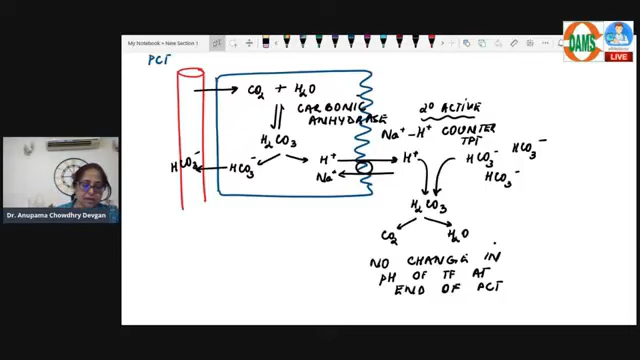 My Notebook > New Section 1
DAMS
LIVE
PCT
CO2 + H2O
CARBONIC
ANHYDRASE
H2CO3
HCO3-
HCO3-
H+
Na+
2° ACTIVE
Na+ - H+ COUNTER
TPT
H+
HCO3-
HCO3-
HCO3-
H2CO3
CO2
H2O
NO CHANGE IN
pH OF TF AT
END OF PCT
Dr. Anupama Chowdhry Devgan